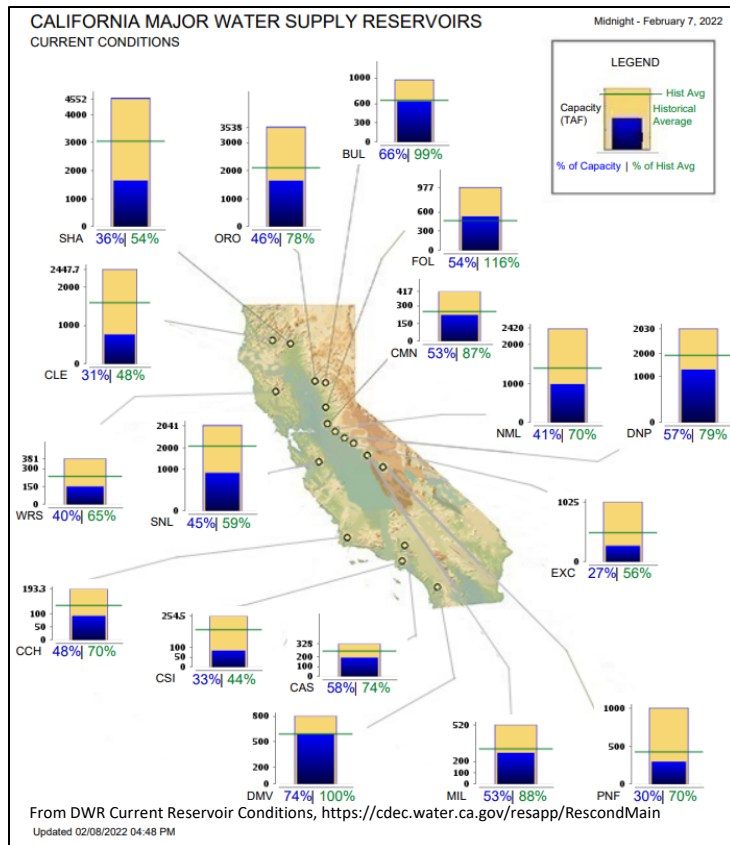 CALIFORNIA MAJOR WATER SUPPLY RESERVOIRS
CURRENT CONDITIONS
Midnight - February 7, 2022
LEGEND
Capacity
(TAF)
Hist Avg
Historical
Average
% of Capacity | % of Hist Avg
4552
4000
3000
2000
1000
0
SHA 36%| 54%
3538
3000
2000
1000
0
ORO 46%| 78%
1000
600
300
0
BUL 66%| 99%
977
600
300
0
FOL 54%| 116%
2447.7
2000
1000
0
CLE 31%| 48%
417
300
150
0
CMN 53%| 87%
2420
2000
1000
0
NML 41%| 70%
2030
2000
1000
0
DNP 57%| 79%
381
300
150
0
WRS 40%| 65%
2041
2000
1000
0
SNL 45%| 59%
1025
0
EXC 27%| 56%
193.3
100
50
0
CCH 48%| 70%
254.5
100
50
0
CSI 33%| 44%
325
200
100
0
CAS 58%| 74%
800
500
200
0
DMV 74%| 100%
520
200
100
0
MIL 53%| 88%
1000
500
0
PNF 30%| 70%
From DWR Current Reservoir Conditions, https://cdec.water.ca.gov/resapp/RescondMain
Updated 02/08/2022 04:48 PM